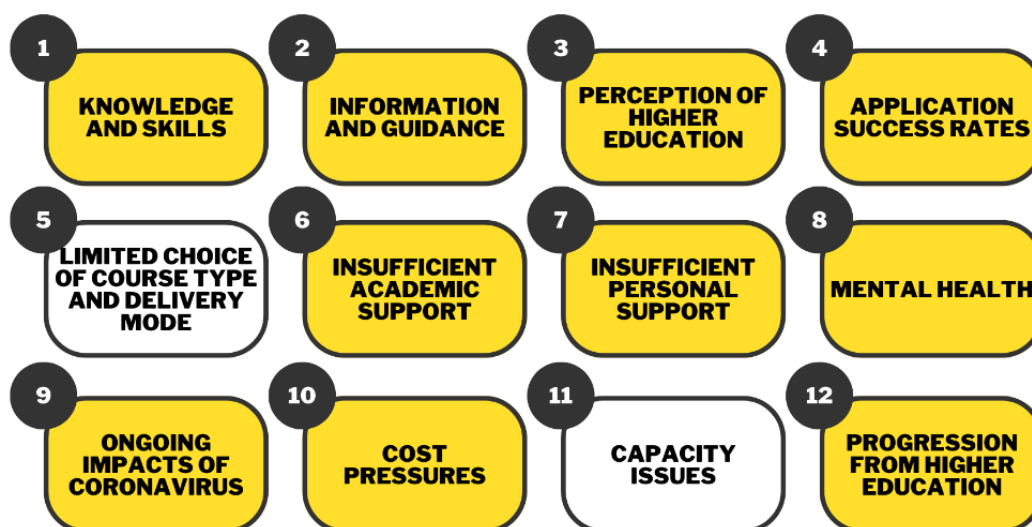 1
KNOWLEDGE
AND SKILLS
2
INFORMATION
AND GUIDANCE
3
PERCEPTION OF
HIGHER
EDUCATION
4
APPLICATION
SUCCESS RATES
5
LIMITED CHOICE
OF COURSE TYPE
AND DELIVERY
MODE
6
INSUFFICIENT
ACADEMIC
SUPPORT
7
INSUFFICIENT
PERSONAL
SUPPORT
8
MENTAL HEALTH
9
ONGOING
IMPACTS OF
CORONAVIRUS
10
COST
PRESSURES
11
CAPACITY
ISSUES
12
PROGRESSION
FROM HIGHER
EDUCATION